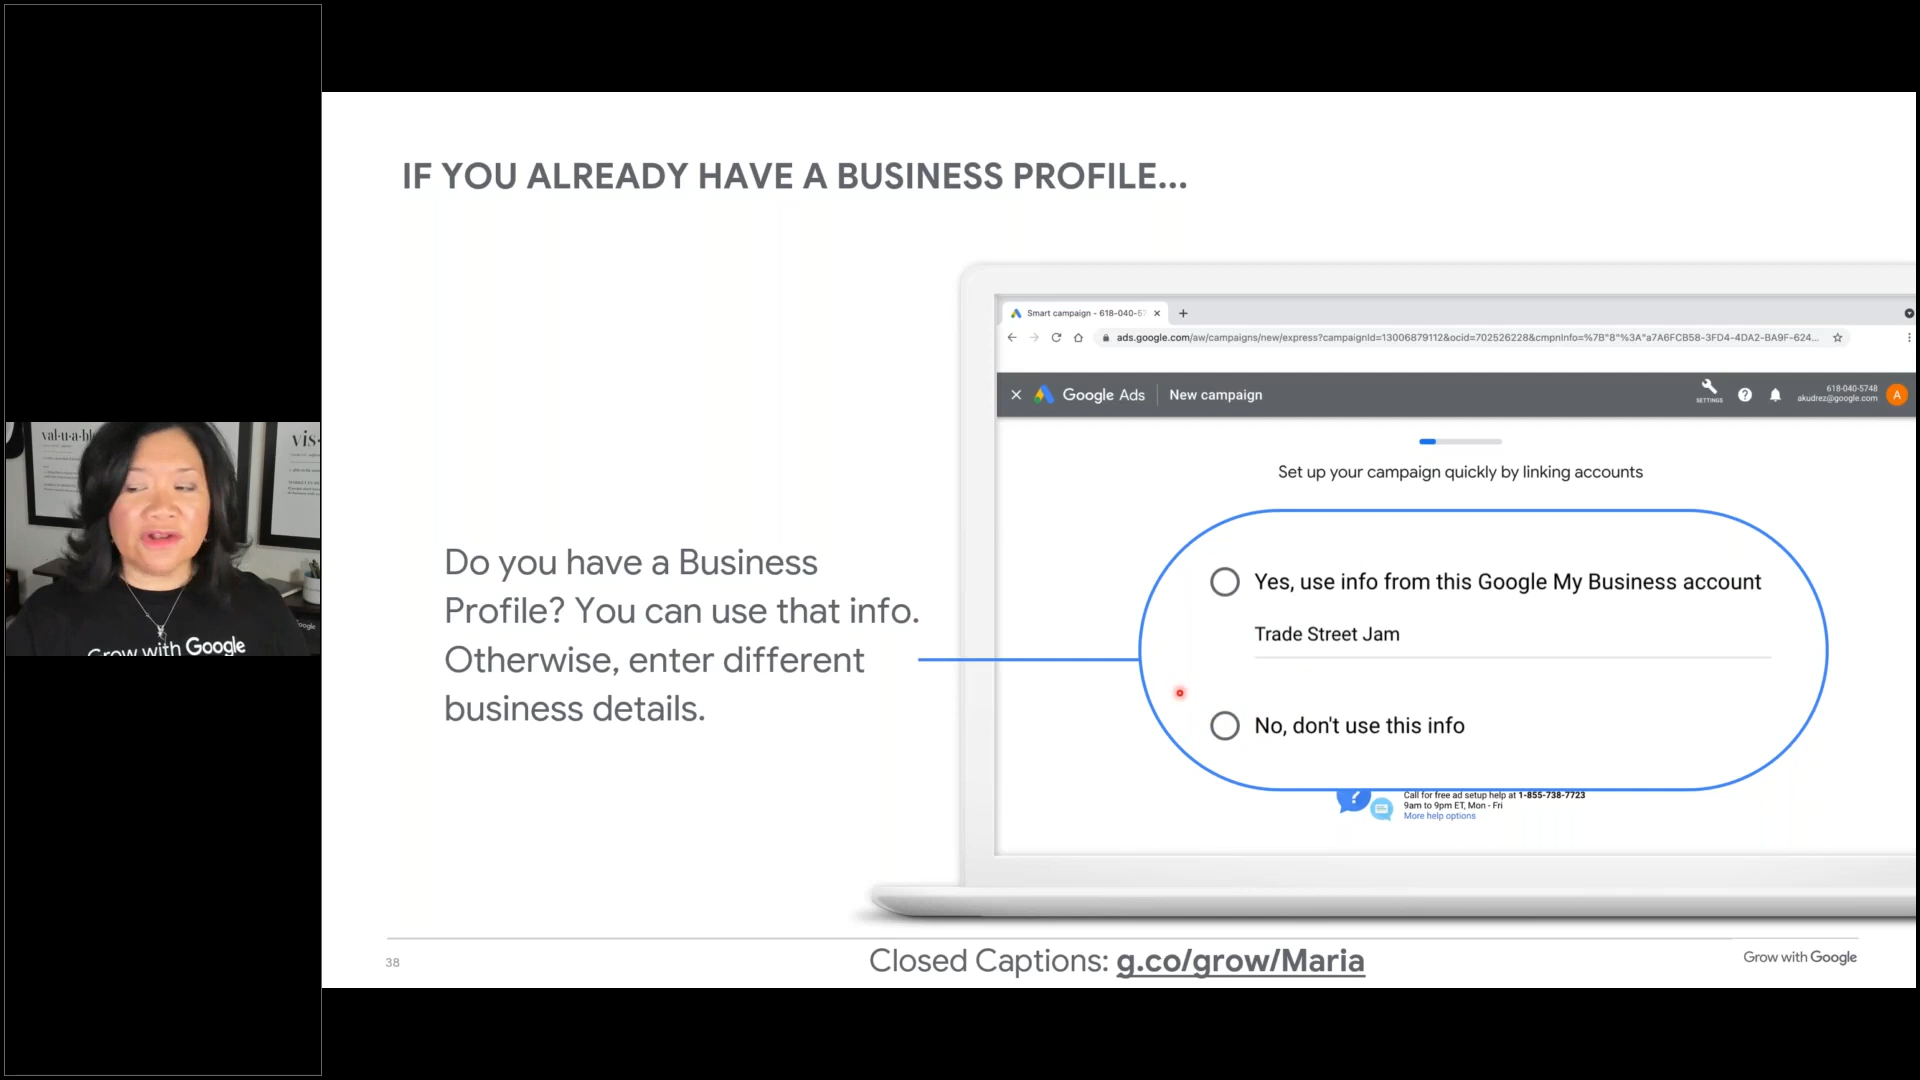 IF YOU ALREADY HAVE A BUSINESS PROFILE...
Do you have a Business
Profile? You can use that info.
Otherwise, enter different
business details.
Smart campaign - 618-040-57
ads.google.com/aw/campaigns/new/express?campaignId=13006879112&ocid=702526228&cmpnInfo=%7B"8"%3A"a7A6FCB58-3FD4-4DA2-BA9F-624...
Google Ads
New campaign
SETTINGS
618-040-5748
akudrez@google.com
A
Set up your campaign quickly by linking accounts
Yes, use info from this Google My Business account
Trade Street Jam
No, don't use this info
Call for free ad setup help at 1-855-738-7723
9am to 9pm ET, Mon - Fri
More help options
val·u·abl
vis·
Grow with Google
38
Closed Captions: g.co/grow/Maria
Grow with Google